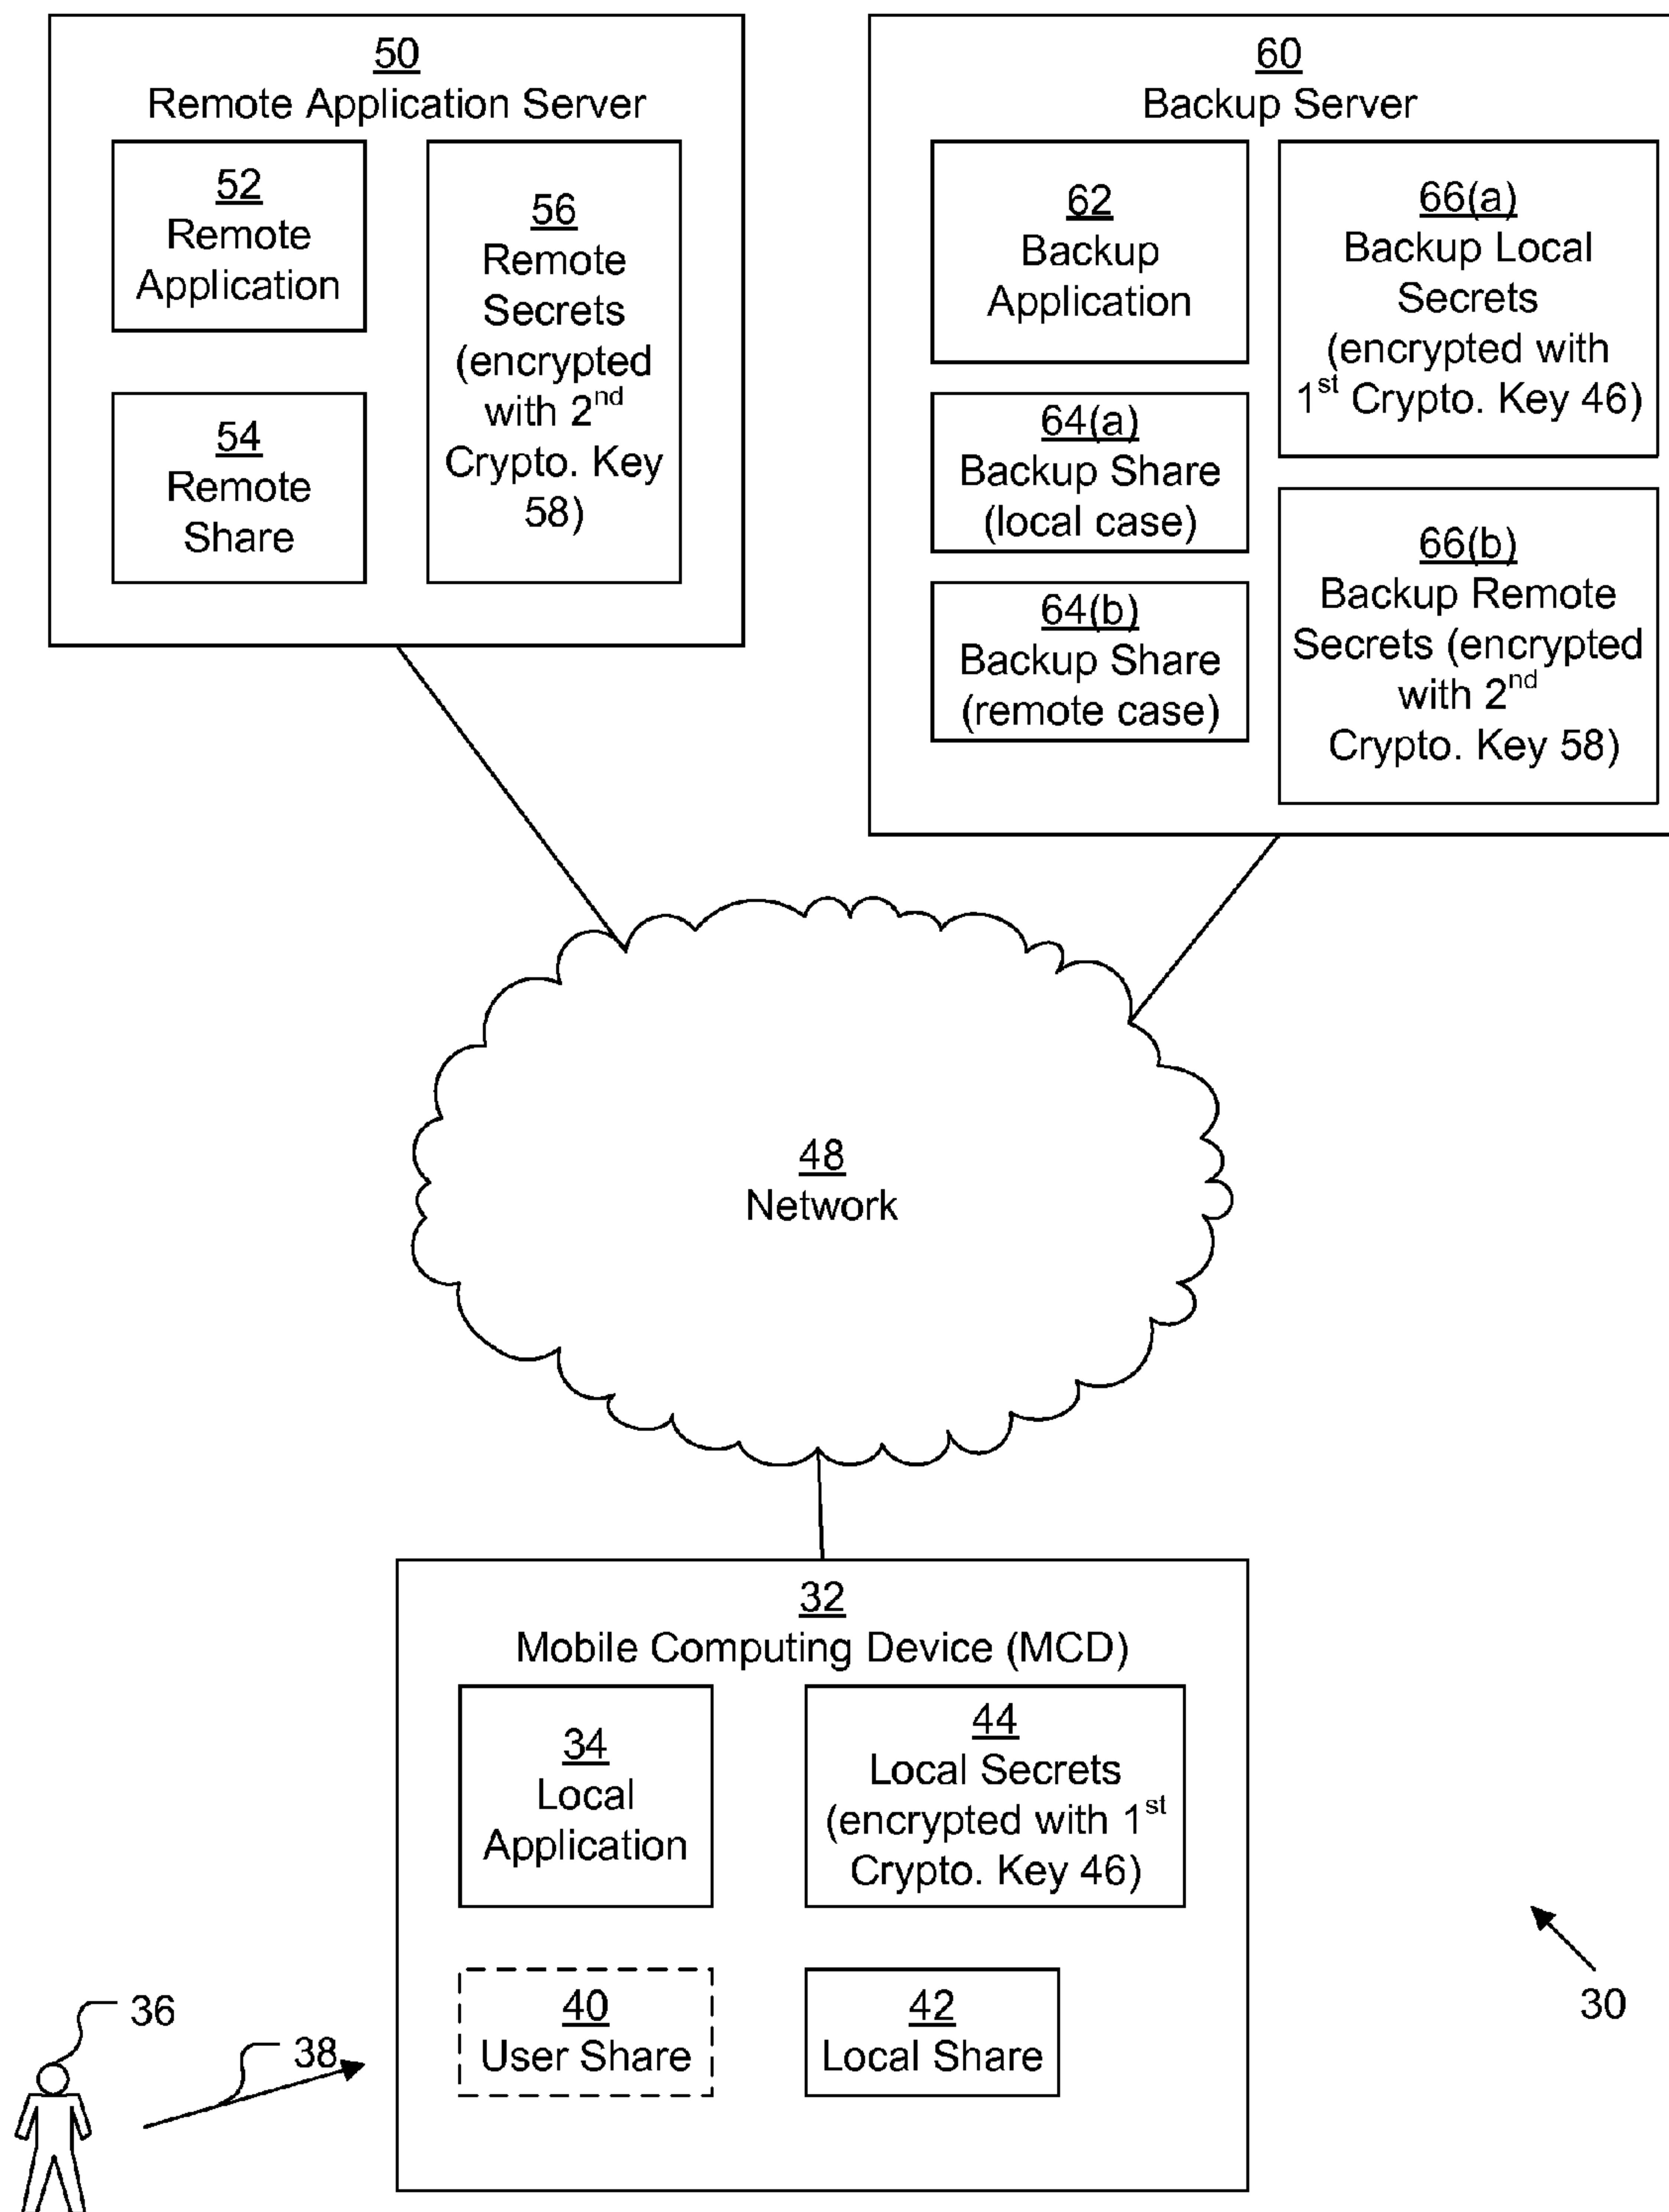 50
Remote Application Server
52
Remote
Application
54
Remote
Share
56
Remote
Secrets
(encrypted
with 2nd
Crypto. Key
58)
60
Backup Server
62
Backup
Application
64(a)
Backup Share
(local case)
64(b)
Backup Share
(remote case)
66(a)
Backup Local
Secrets
(encrypted with
1st Crypto. Key 46)
66(b)
Backup Remote
Secrets (encrypted
with 2nd
Crypto. Key 58)
48
Network
32
Mobile Computing Device (MCD)
34
Local
Application
44
Local Secrets
(encrypted with 1st
Crypto. Key 46)
40
User Share
42
Local Share
36
38
30